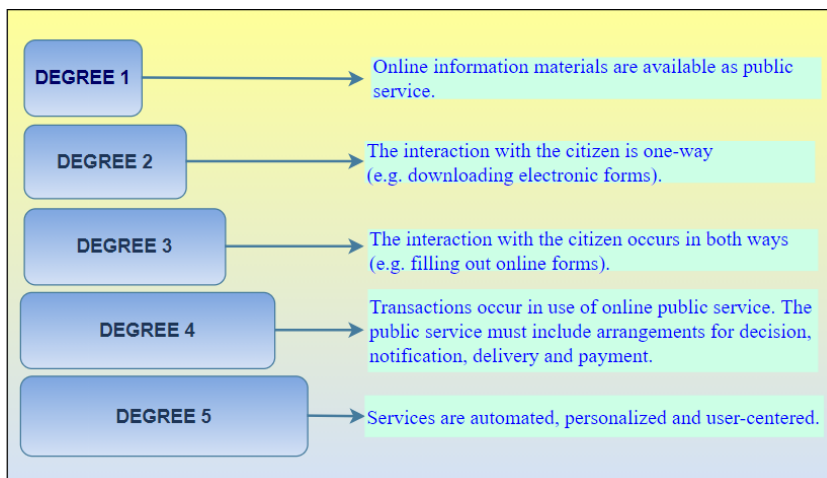 DEGREE 1
Online information materials are available as public
service.
DEGREE 2
The interaction with the citizen is one-way
(e.g. downloading electronic forms).
DEGREE 3
The interaction with the citizen occurs in both ways
(e.g. filling out online forms).
DEGREE 4
Transactions occur in use of online public service. The
public service must include arrangements for decision,
notification, delivery and payment.
DEGREE 5
Services are automated, personalized and user-centered.